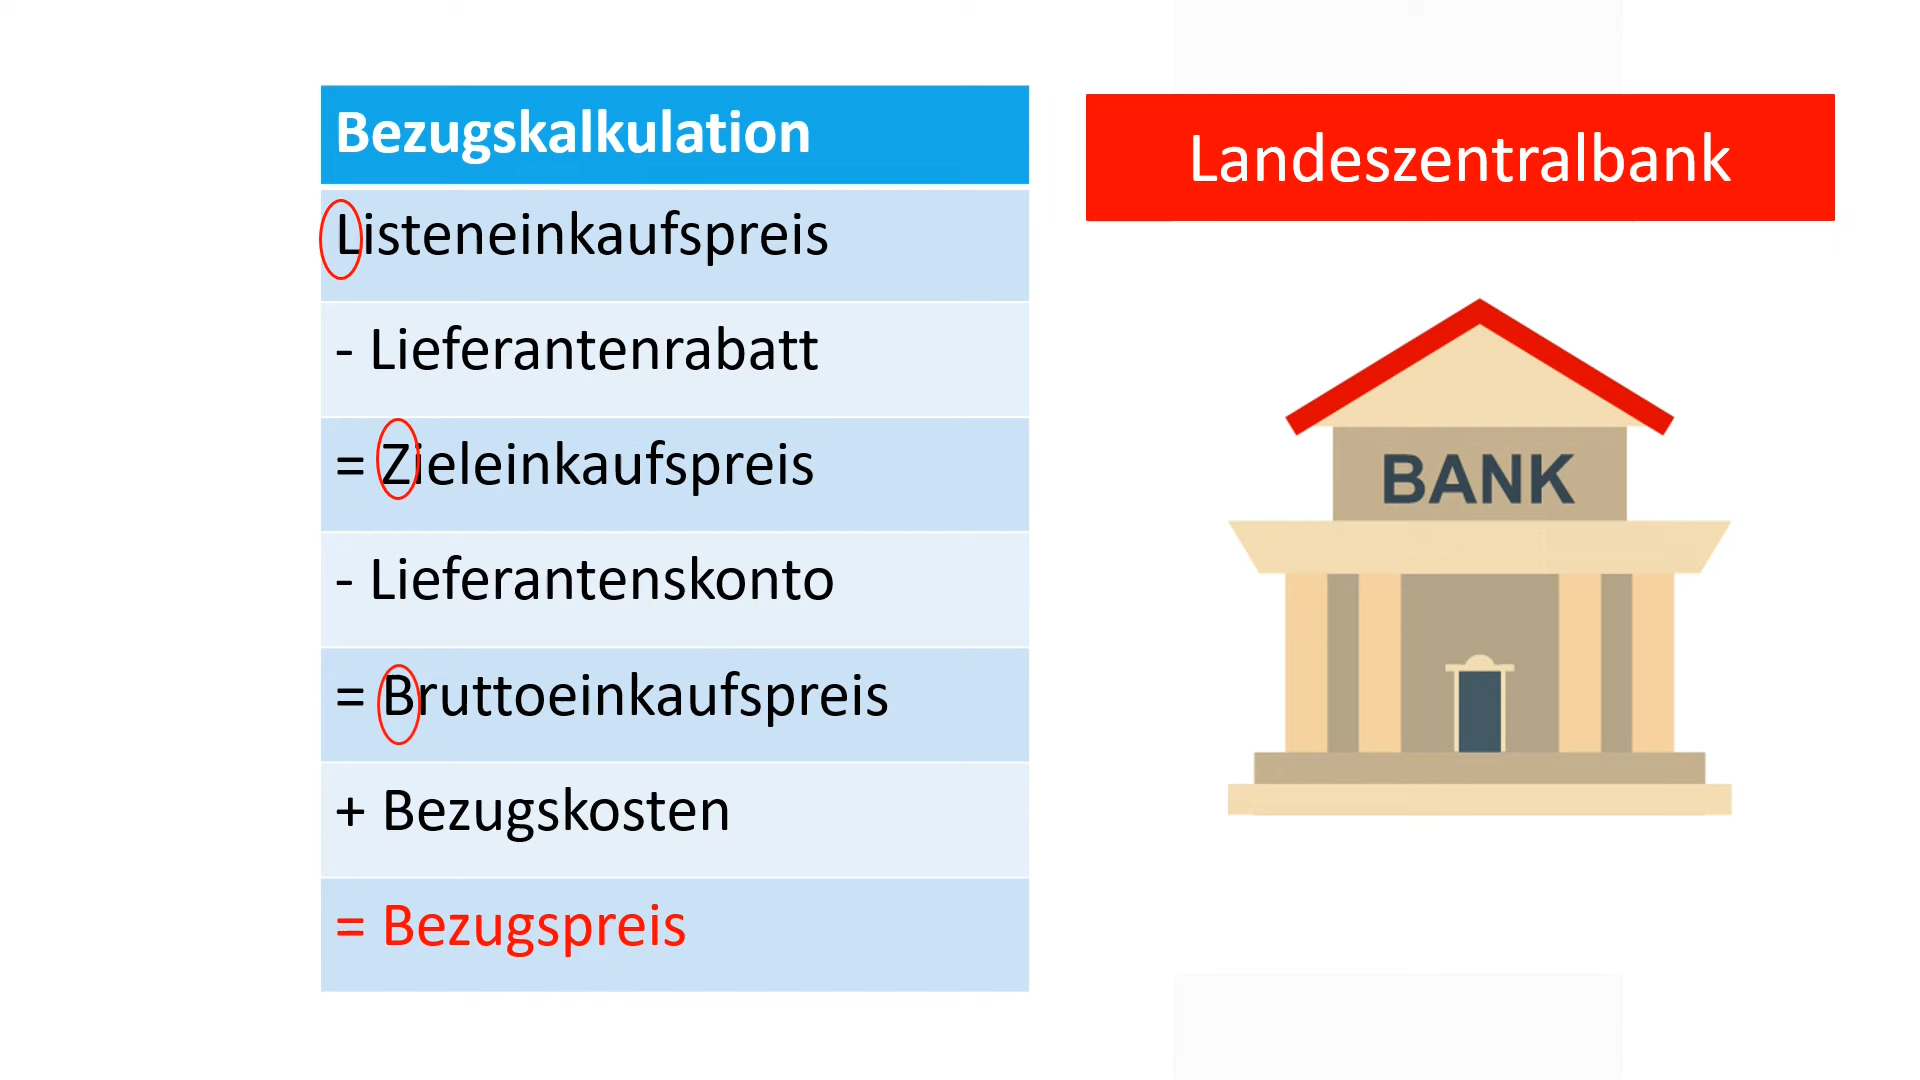 Bezugskalkulation
Listeneinkaufspreis
- Lieferantenrabatt
= Zieleinkaufspreis
- Lieferantenskonto
= Bruttoeinkaufspreis
+ Bezugskosten
= Bezugspreis
Landeszentralbank
BANK